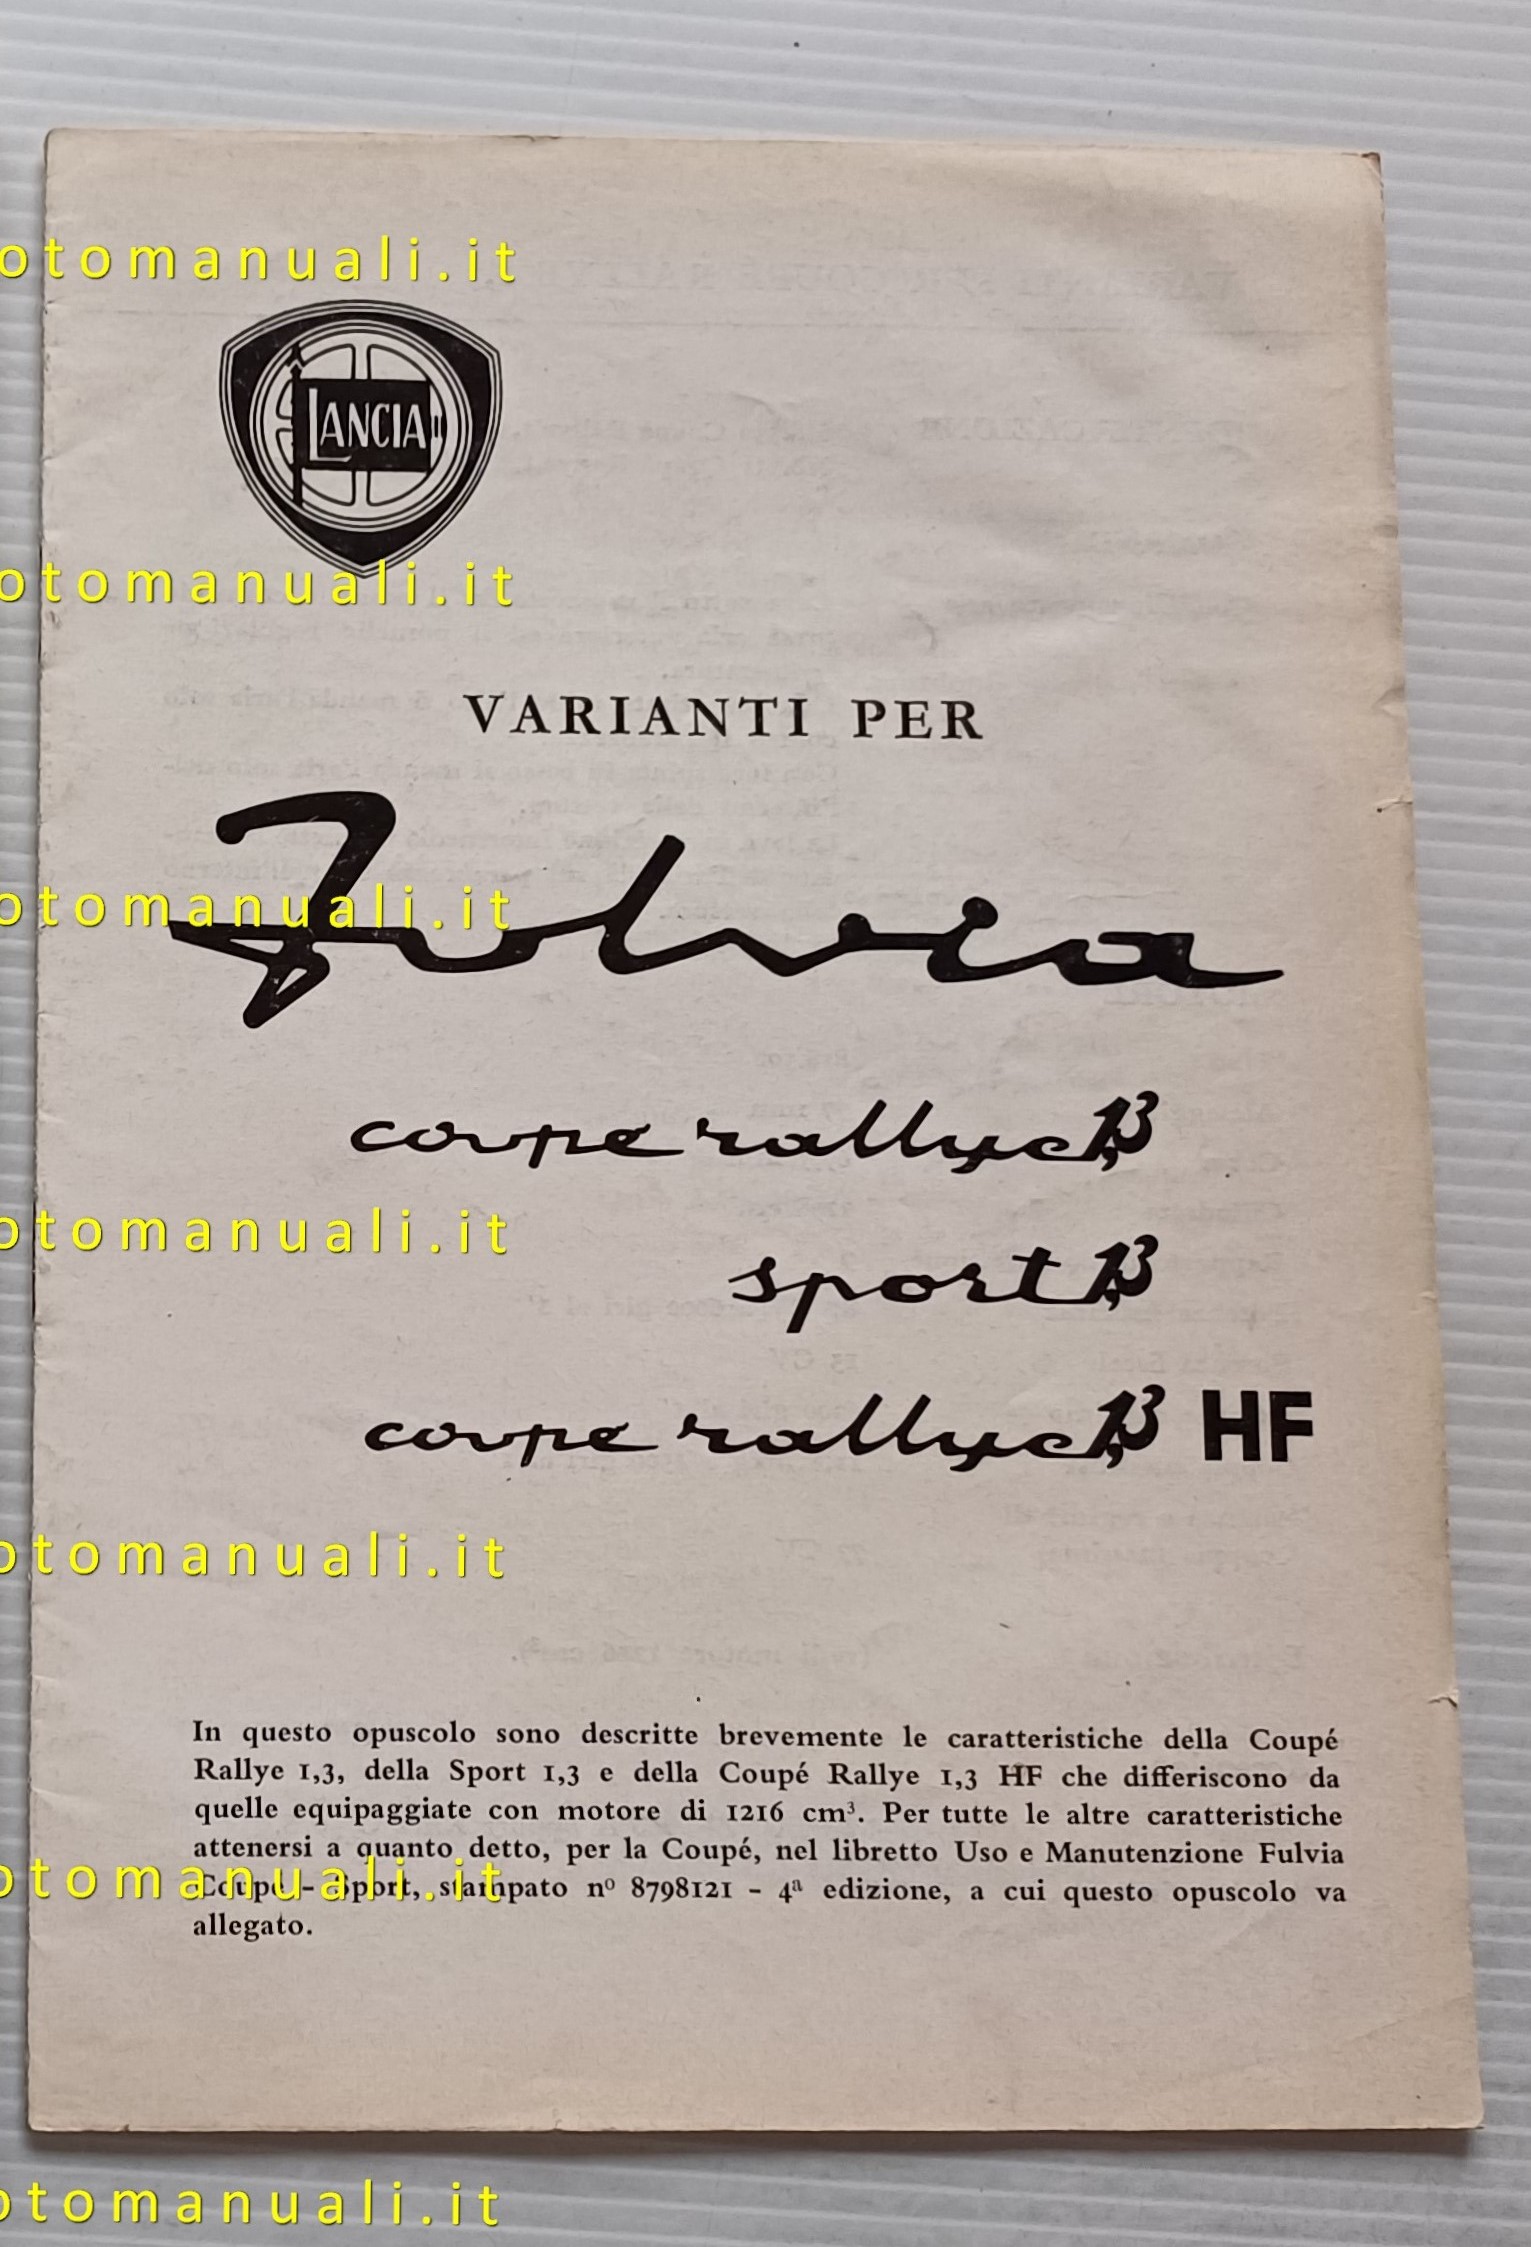 otomanuali.it
LANCIA
otomanuali.it
VARIANTI PER
Fulvia
otomanuali.it
coupé rallye 1,3
otomanuali.it
sport 1,3
coupé rallye 1,3 HF
otomanuali.it
In questo opuscolo sono descritte brevemente le caratteristiche della Coupé
Rallye 1,3, della Sport 1,3 e della Coupé Rallye 1,3 HF che differiscono da
quelle equipaggiate con motore di 1216 cm³. Per tutte le altre caratteristiche
attenersi a quanto detto, per la Coupé, nel libretto Uso e Manutenzione Fulvia
otomanuali.it
Coupé - Sport, stampato nº 8798121 - 4ª edizione, a cui questo opuscolo va
allegato.
otomanuali.it